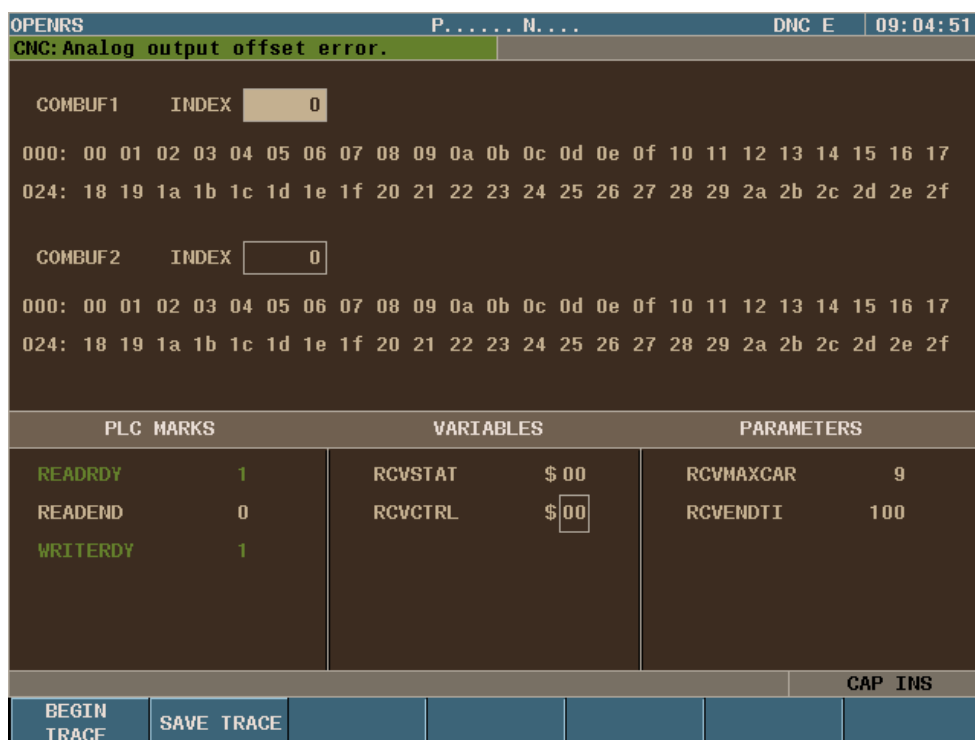 OPENRS P...... N.... DNC E 09:04:51
CNC:Analog output offset error.
COMBUF1 INDEX 0
000: 00 01 02 03 04 05 06 07 08 09 0a 0b 0c 0d 0e 0f 10 11 12 13 14 15 16 17
024: 18 19 1a 1b 1c 1d 1e 1f 20 21 22 23 24 25 26 27 28 29 2a 2b 2c 2d 2e 2f
COMBUF2 INDEX 0
000: 00 01 02 03 04 05 06 07 08 09 0a 0b 0c 0d 0e 0f 10 11 12 13 14 15 16 17
024: 18 19 1a 1b 1c 1d 1e 1f 20 21 22 23 24 25 26 27 28 29 2a 2b 2c 2d 2e 2f
PLC MARKS VARIABLES PARAMETERS
READRDY 1 RCVSTAT $00 RCVMAXCAR 9
READEND 0 RCVCTRL $00 RCVENDTI 100
WRITERDY 1
CAP INS
BEGIN TRACE SAVE TRACE